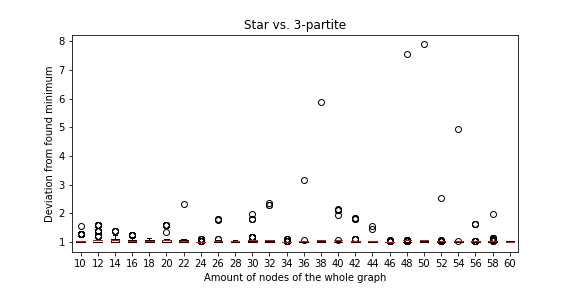 Star vs. 3-partite
Deviation from found minimum
8
7
6
5
4
3
2
1
10 12 14 16 18 20 22 24 26 28 30 32 34 36 38 40 42 44 46 48 50 52 54 56 58 60
Amount of nodes of the whole graph